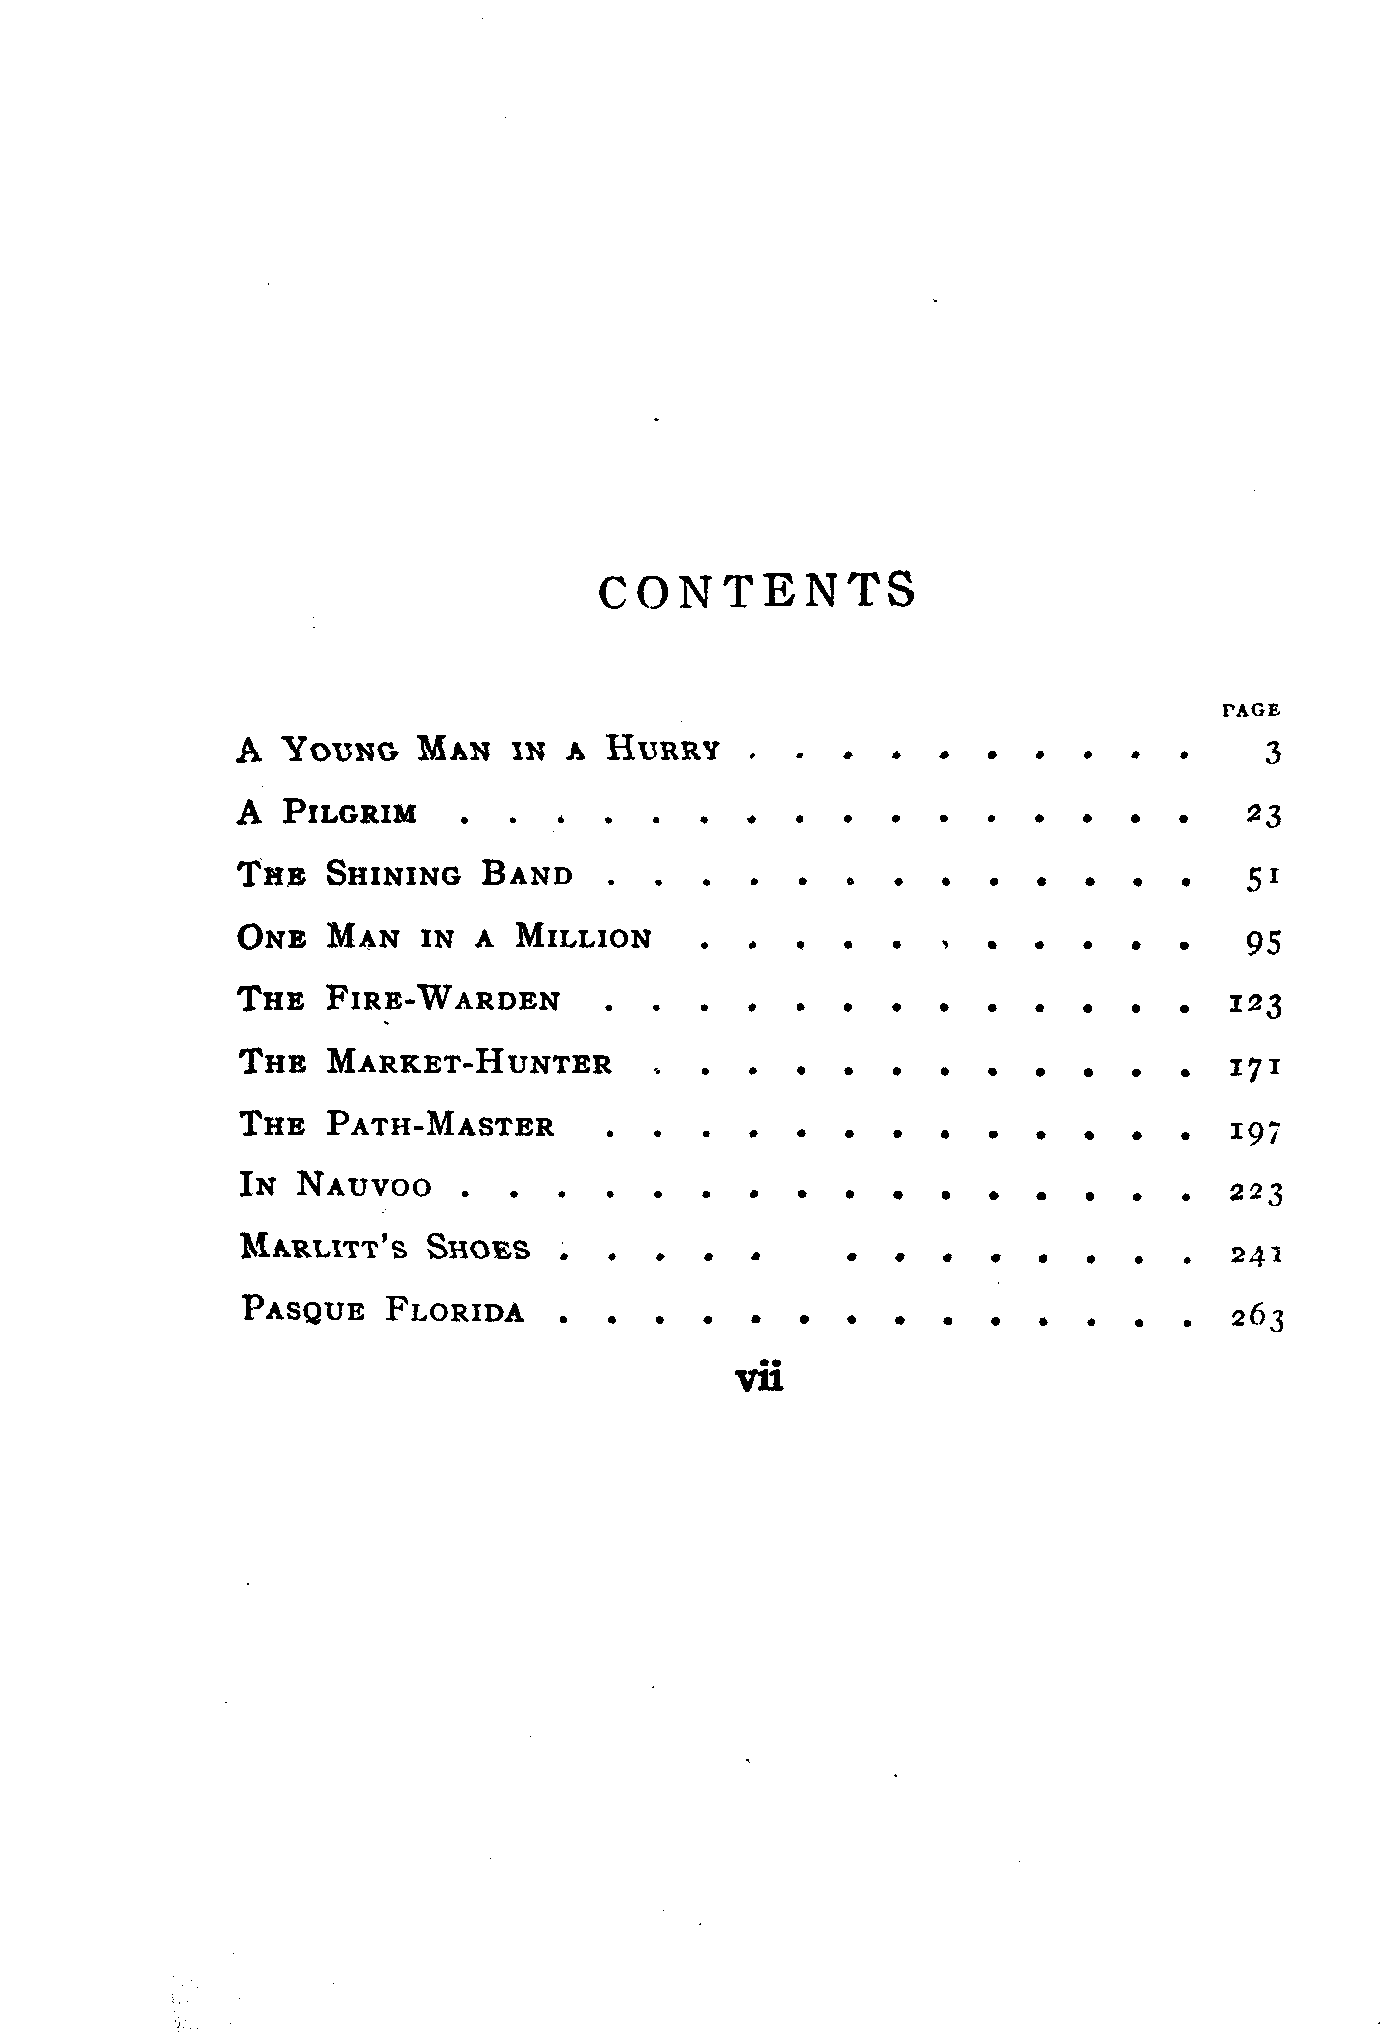 CONTENTS
PAGE
A Young Man in a Hurry . . . . . . . . . . 3
A Pilgrim . . . . . . . . . . . . . . . . 23
The Shining Band . . . . . . . . . . . . . 51
One Man in a Million . . . . . . . . . . . 95
The Fire-Warden . . . . . . . . . . . . . 123
The Market-Hunter . . . . . . . . . . . . 171
The Path-Master . . . . . . . . . . . . . 197
In Nauvoo . . . . . . . . . . . . . . . . 223
Marlitt's Shoes . . . . . . . . . . . . . 241
Pasque Florida . . . . . . . . . . . . . . 263
vii